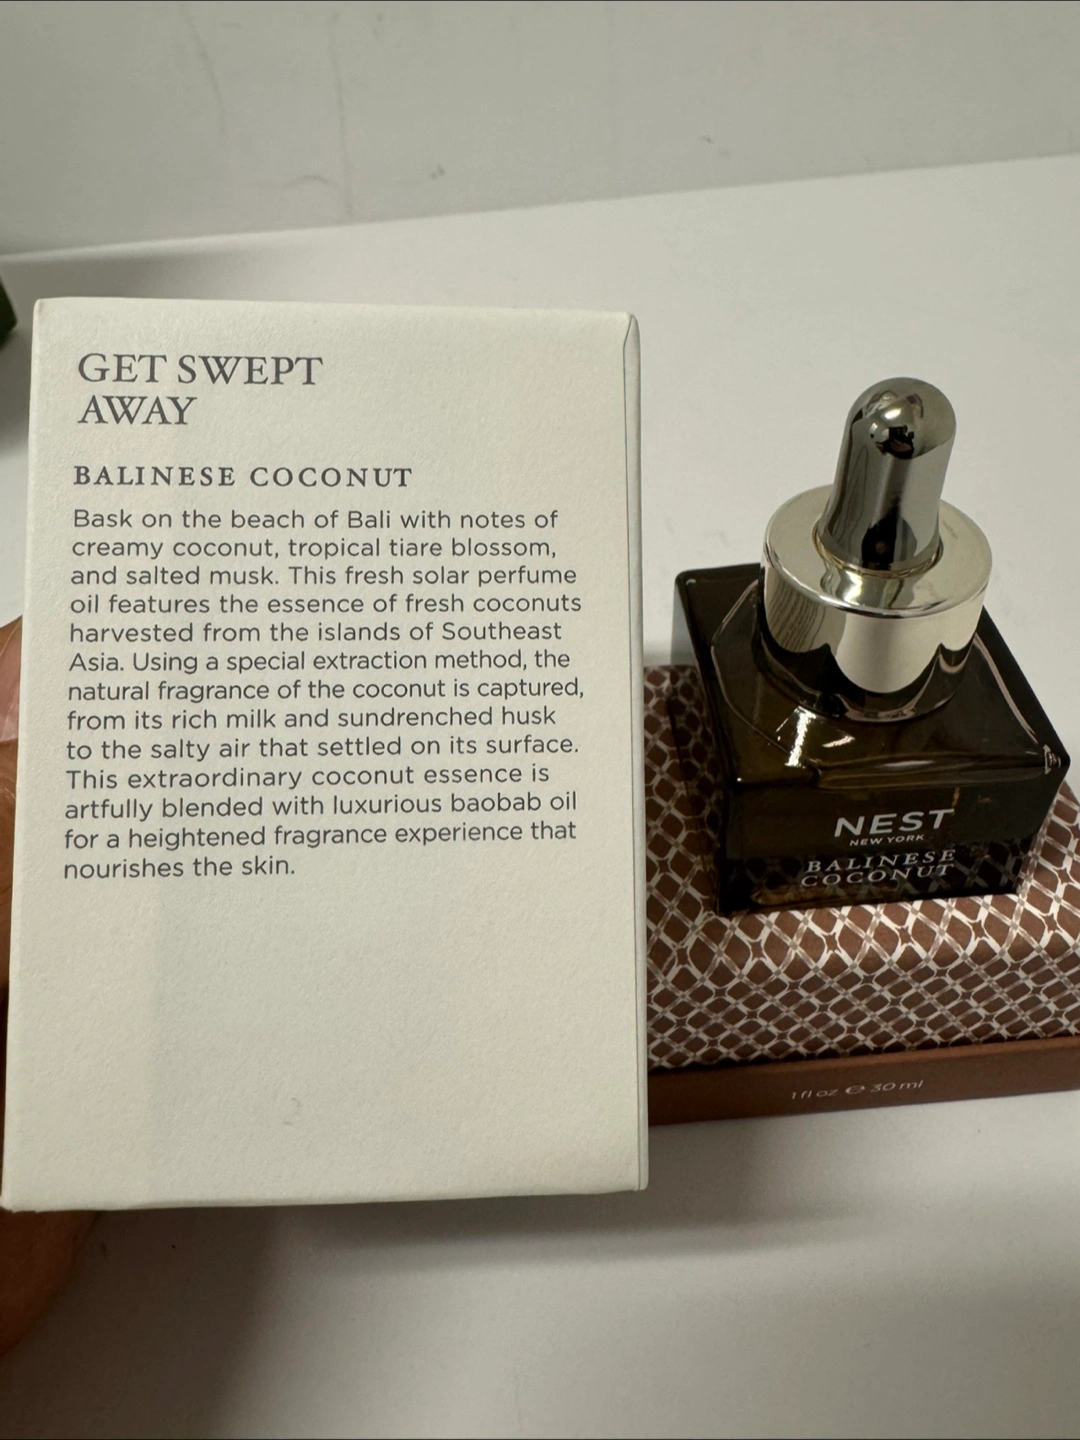 GET SWEPT
AWAY
BALINESE COCONUT
Bask on the beach of Bali with notes of
creamy coconut, tropical tiare blossom,
and salted musk. This fresh solar perfume
oil features the essence of fresh coconuts
harvested from the islands of Southeast
Asia. Using a special extraction method, the
natural fragrance of the coconut is captured,
from its rich milk and sundrenched husk
to the salty air that settled on its surface.
This extraordinary coconut essence is
artfully blended with luxurious baobab oil
for a heightened fragrance experience that
nourishes the skin.
NEST
NEW YORK
BALINESE
COCONUT
1 fl oz ℮ 30 ml